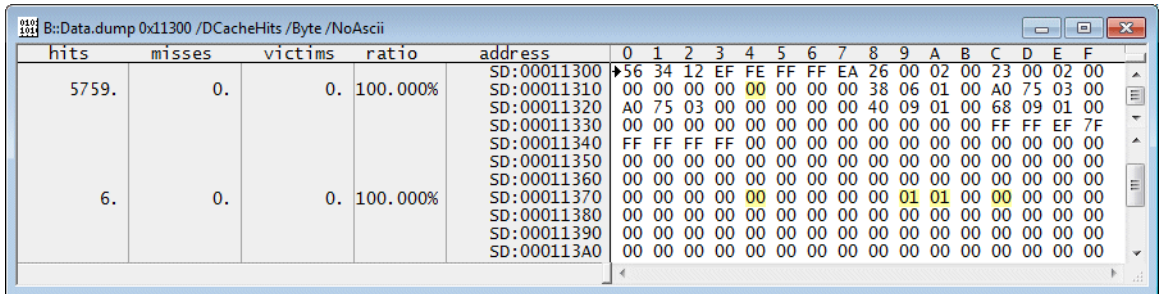 B::Data.dump 0x11300 /DCacheHits /Byte /NoAscii
hits misses victims ratio address 0 1 2 3 4 5 6 7 8 9 A B C D E F
SD:00011300 56 34 12 EF FE FF FF EA 26 00 02 00 23 00 02 00
5759. 0. 0. 100.000% SD:00011310 00 00 00 00 00 00 00 00 38 06 01 00 A0 75 03 00
SD:00011320 A0 75 03 00 00 00 00 00 40 09 01 00 68 09 01 00
SD:00011330 00 00 00 00 00 00 00 00 00 00 00 00 FF FF EF 7F
SD:00011340 FF FF FF FF 00 00 00 00 00 00 00 00 00 00 00 00
SD:00011350 00 00 00 00 00 00 00 00 00 00 00 00 00 00 00 00
SD:00011360 00 00 00 00 00 00 00 00 00 00 00 00 00 00 00 00
6. 0. 0. 100.000% SD:00011370 00 00 00 00 00 00 00 00 00 01 01 00 00 00 00 00
SD:00011380 00 00 00 00 00 00 00 00 00 00 00 00 00 00 00 00
SD:00011390 00 00 00 00 00 00 00 00 00 00 00 00 00 00 00 00
SD:000113A0 00 00 00 00 00 00 00 00 00 00 00 00 00 00 00 00